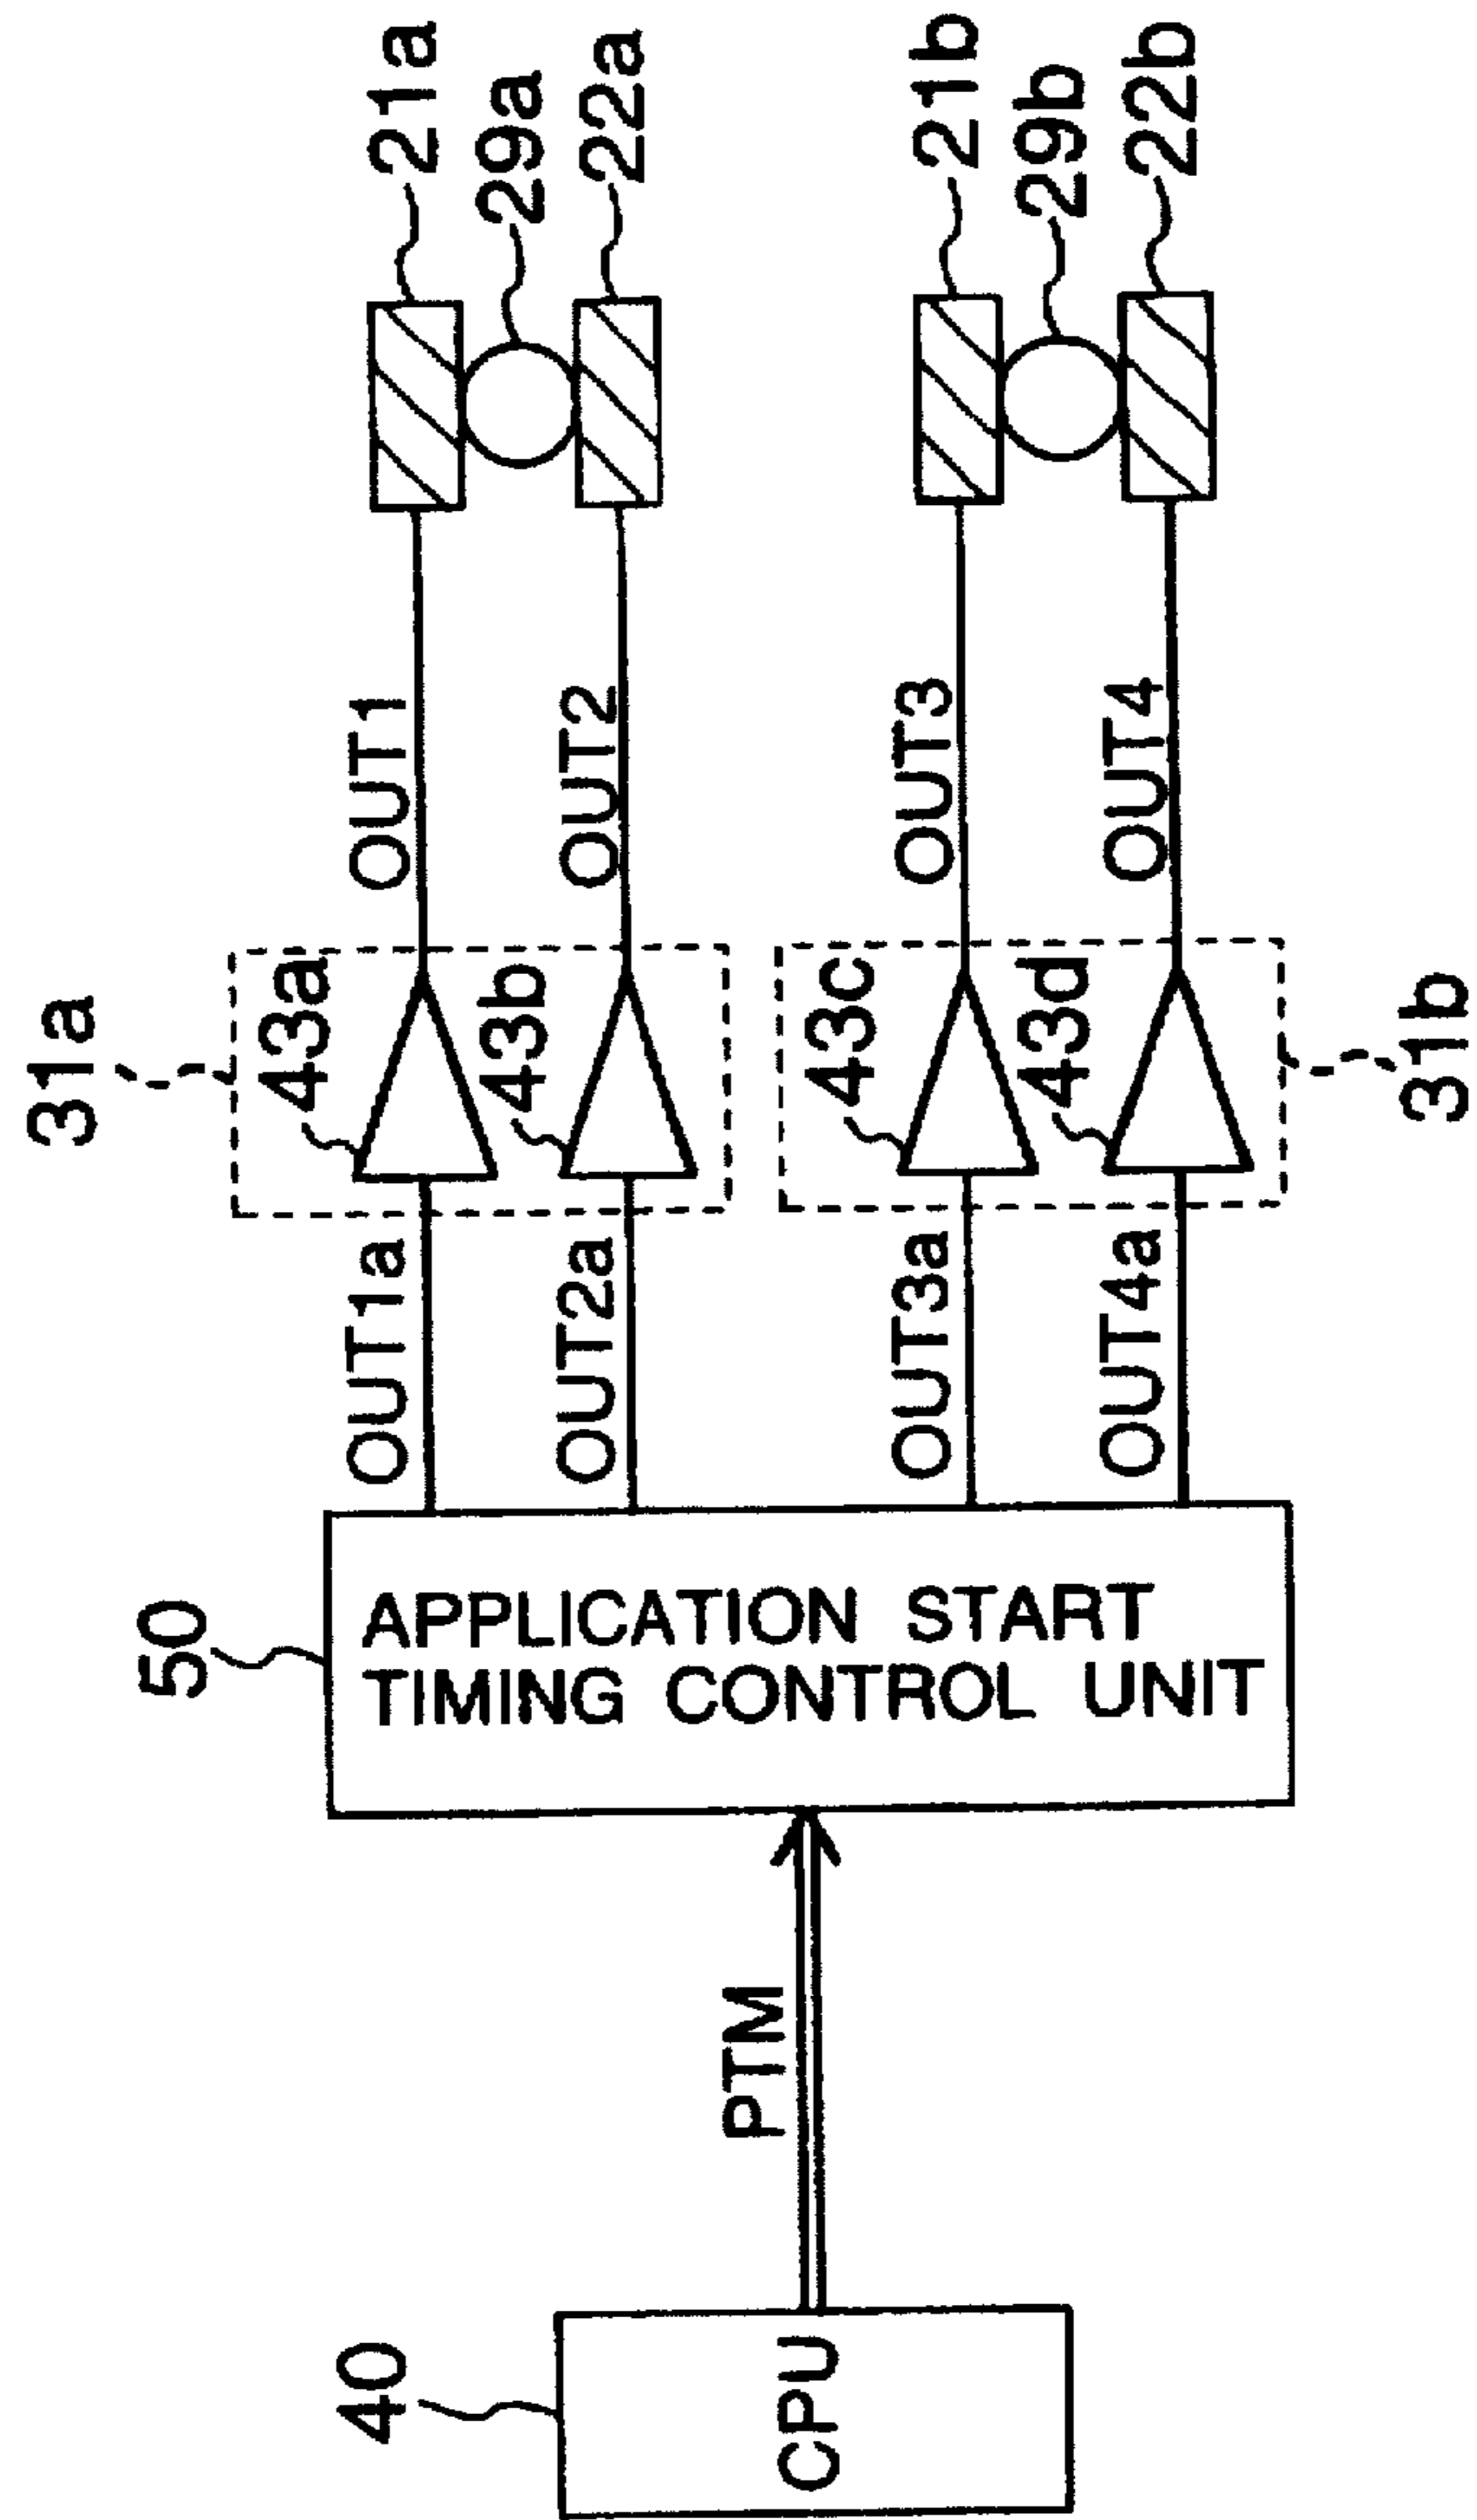 40
CPU
PTM
50
APPLICATION START
TIMING CONTROL UNIT
OUT1a
OUT2a
OUT3a
OUT4a
31a
43a
43b
43c
43d
31b
OUT1
OUT2
OUT3
OUT4
21a
29a
22a
21b
29b
22b